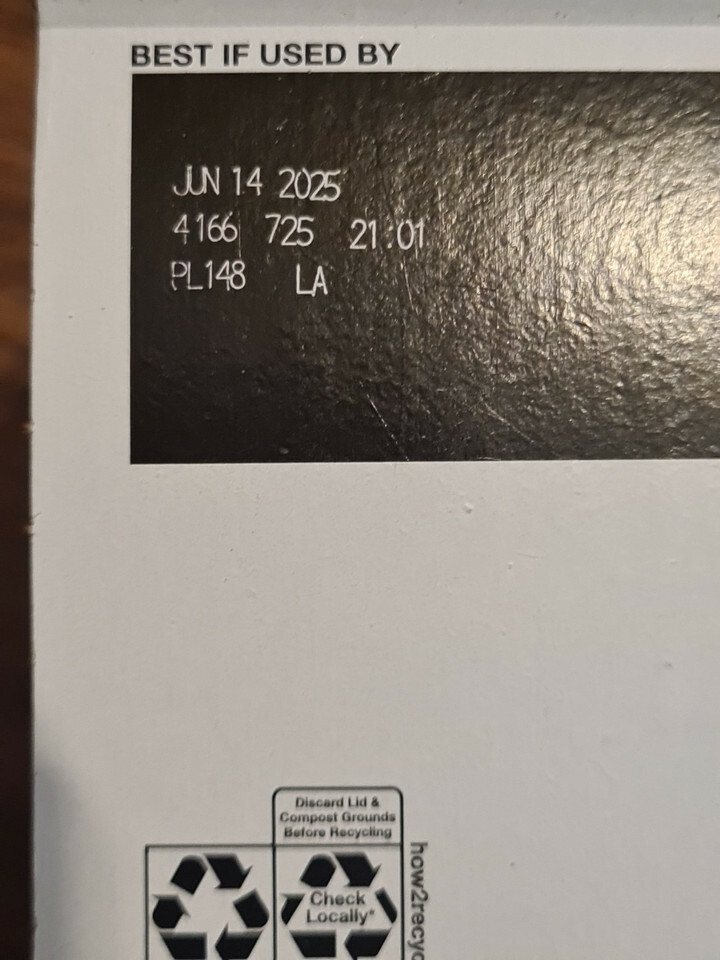 BEST IF USED BY
JUN 14 2025
4166 725 21:01
PL148 LA
Discard Lid &
Compost Grounds
Before Recycling
Check
Locally*